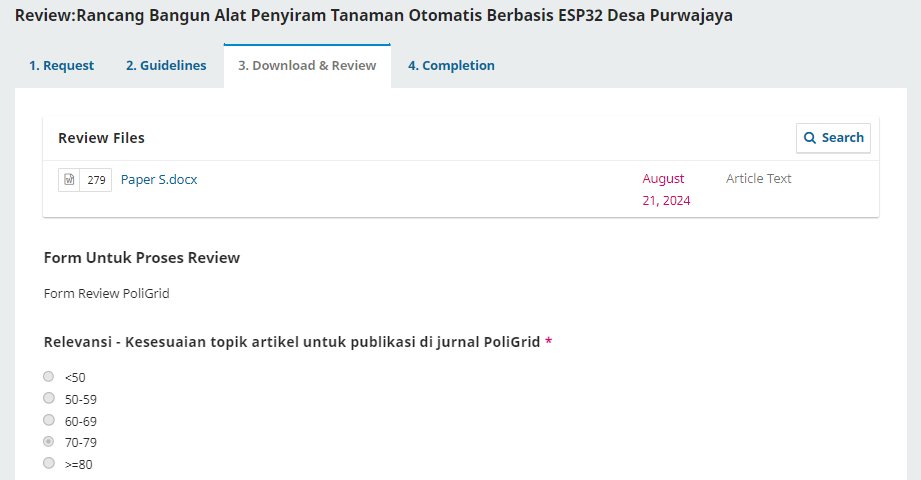 Review:Rancang Bangun Alat Penyiram Tanaman Otomatis Berbasis ESP32 Desa Purwajaya
1. Request 2. Guidelines 3. Download & Review 4. Completion
Review Files Search
279 Paper S.docx August 21, 2024 Article Text
Form Untuk Proses Review
Form Review PoliGrid
Relevansi - Kesesuaian topik artikel untuk publikasi di jurnal PoliGrid *
<50
50-59
60-69
70-79
>=80